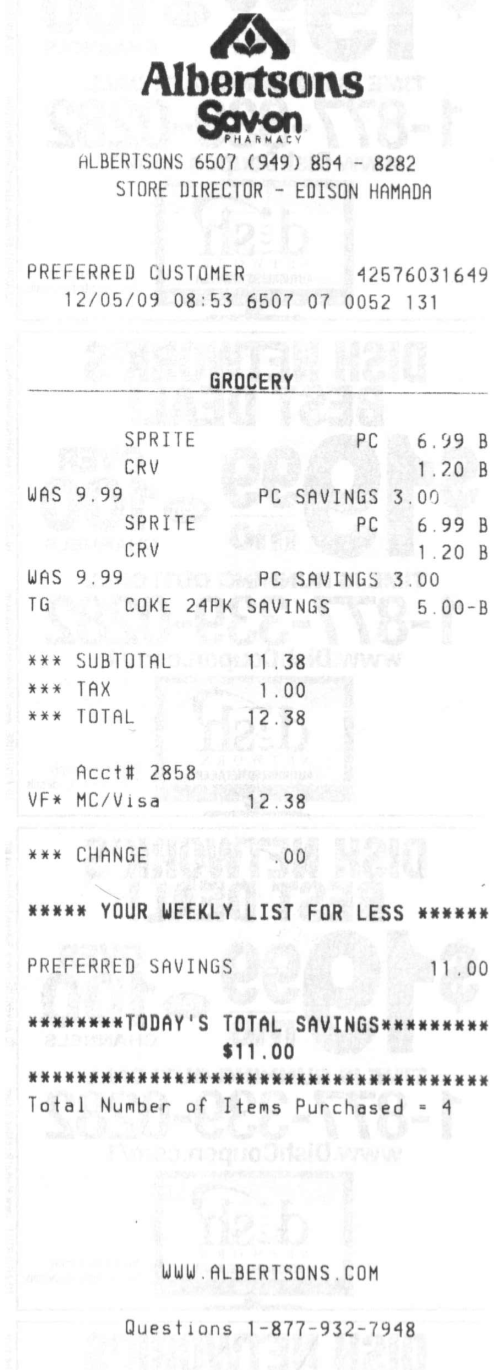 Albertsons
Sav-on
PHARMACY
ALBERTSONS 6507 (949) 854 - 8282
STORE DIRECTOR - EDISON HAMADA
PREFERRED CUSTOMER 42576031649
12/05/09 08:53 6507 07 0052 131
GROCERY
SPRITE PC 6.99 B
CRV 1.20 B
WAS 9.99 PC SAVINGS 3.00
SPRITE PC 6.99 B
CRV 1.20 B
WAS 9.99 PC SAVINGS 3.00
TG COKE 24PK SAVINGS 5.00-B
*** SUBTOTAL 11.38
*** TAX 1.00
*** TOTAL 12.38
Acct# 2858
VF* MC/Visa 12.38
*** CHANGE .00
***** YOUR WEEKLY LIST FOR LESS ******
PREFERRED SAVINGS 11.00
********TODAY'S TOTAL SAVINGS*********
$11.00
**************************************
Total Number of Items Purchased = 4
WWW.ALBERTSONS.COM
Questions 1-877-932-7948